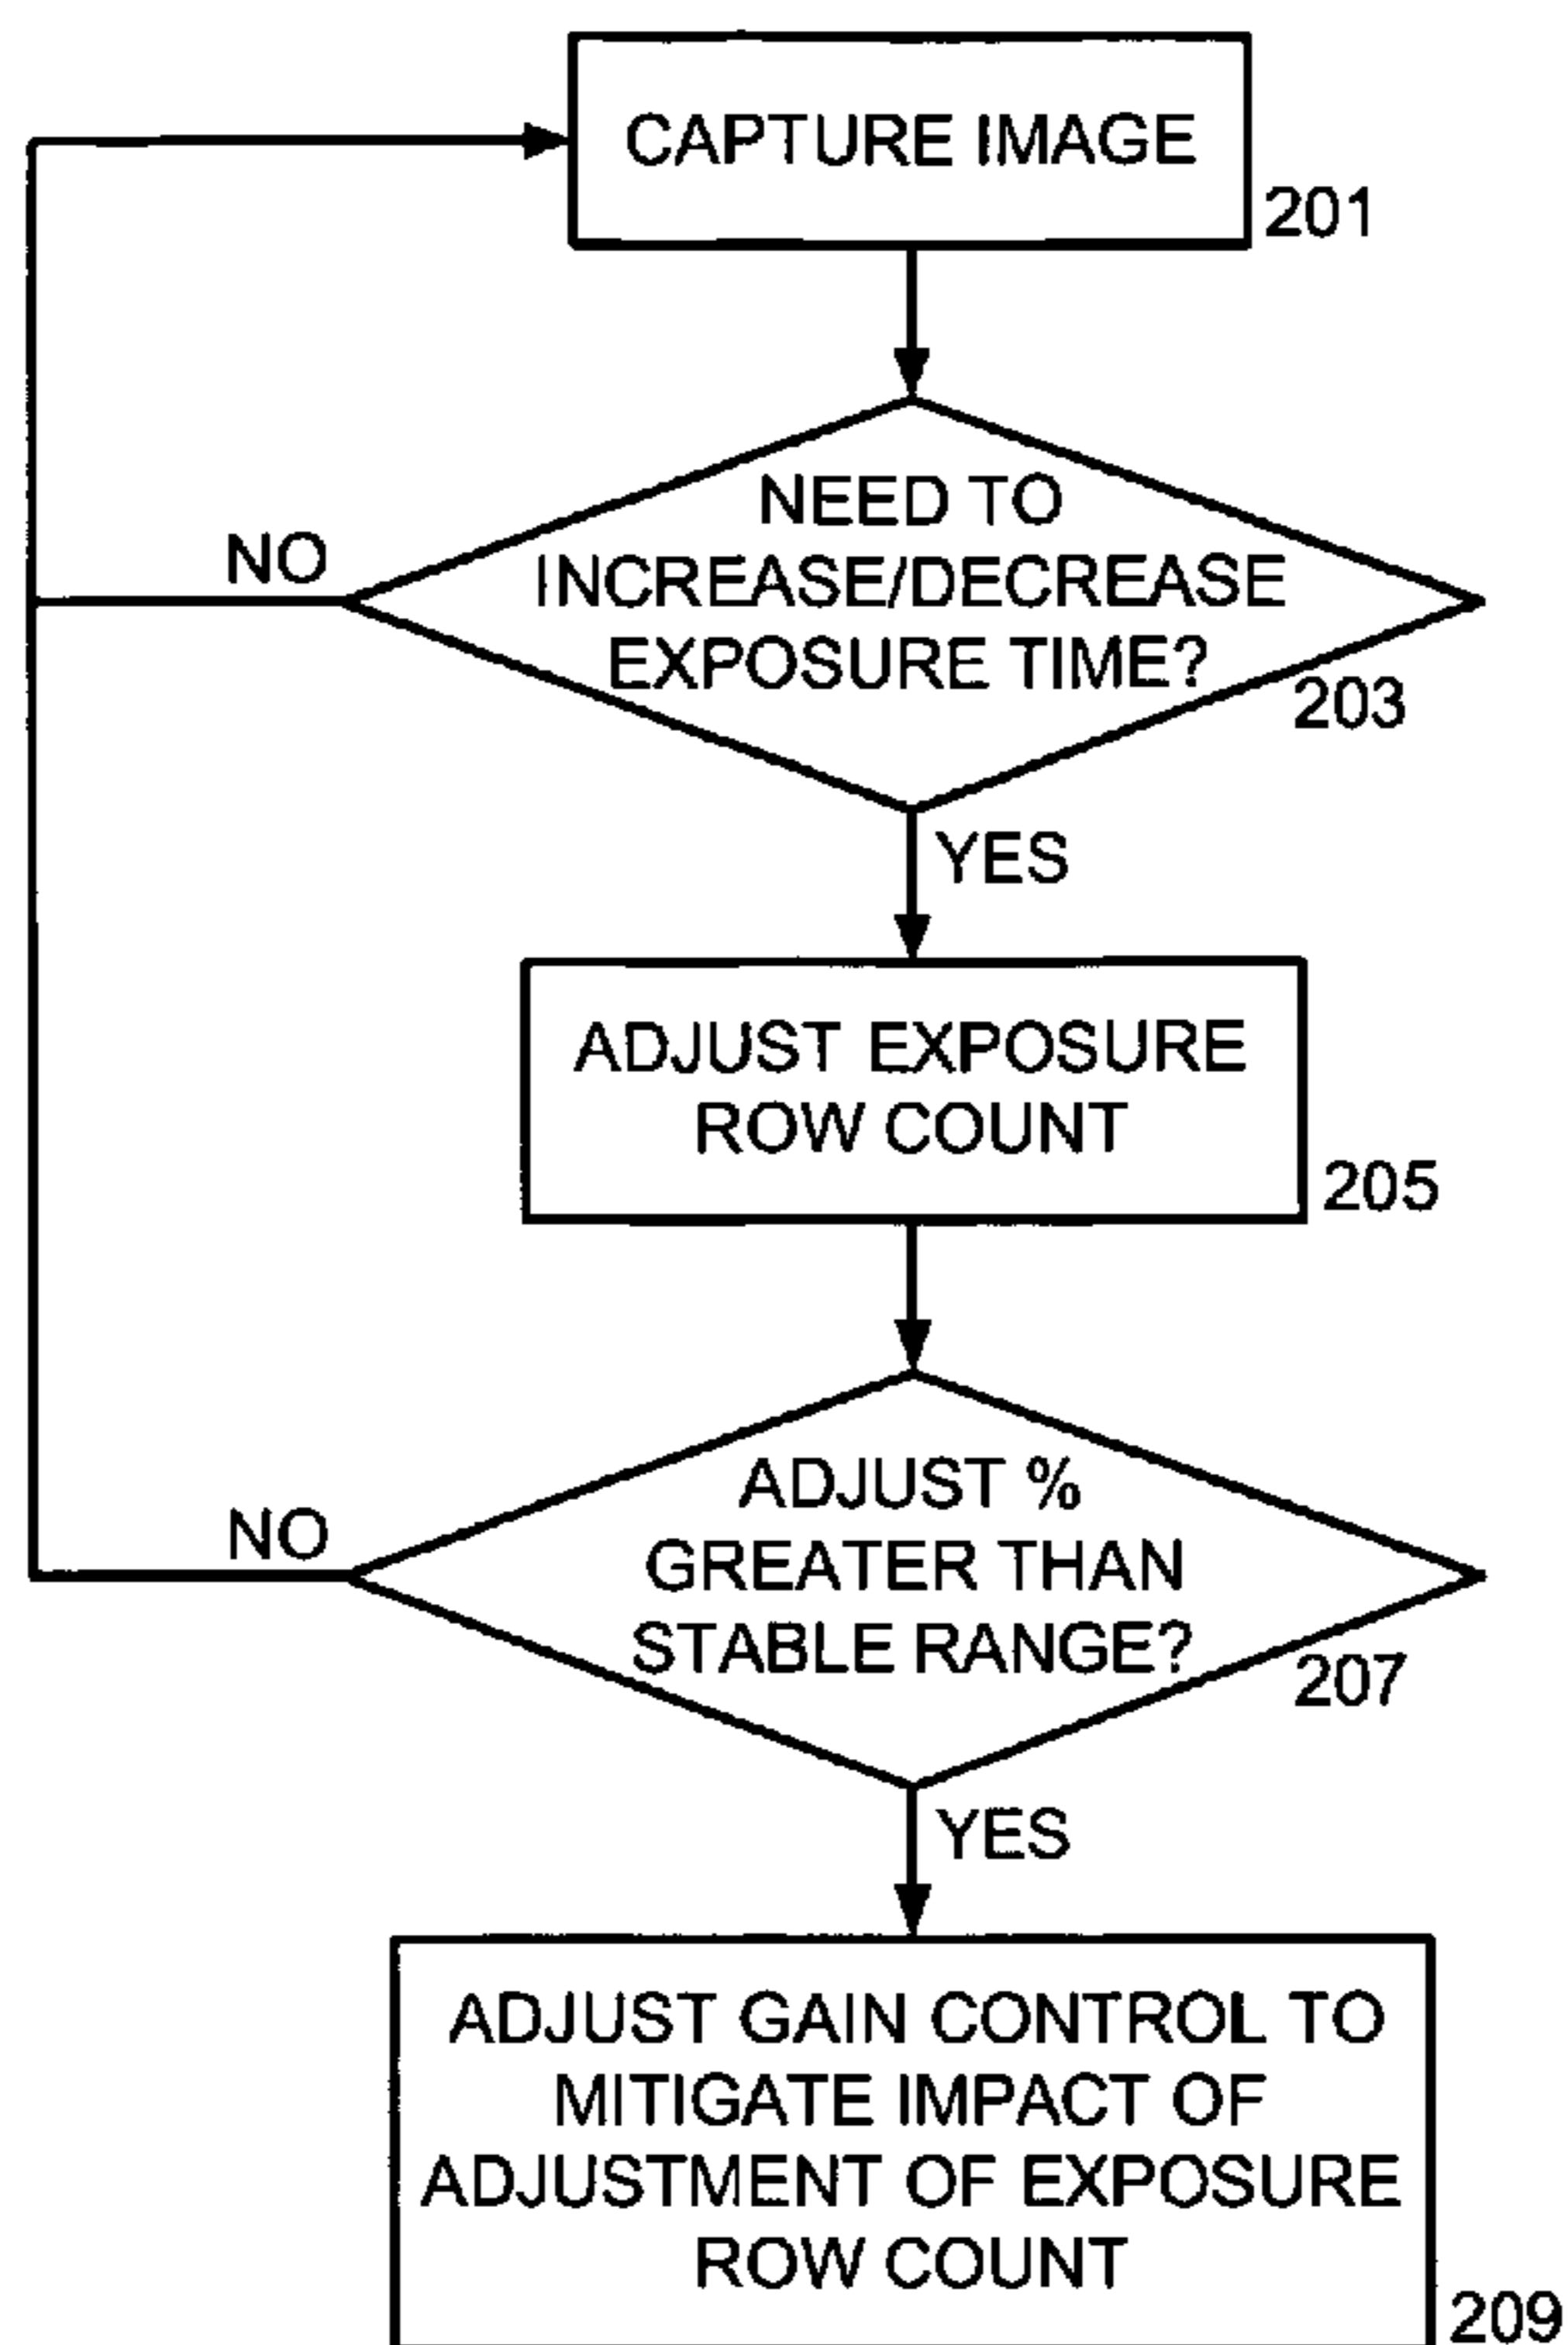 CAPTURE IMAGE
201
NEED TO
INCREASE/DECREASE
EXPOSURE TIME?
203
NO
YES
ADJUST EXPOSURE
ROW COUNT
205
ADJUST %
GREATER THAN
STABLE RANGE?
207
NO
YES
ADJUST GAIN CONTROL TO
MITIGATE IMPACT OF
ADJUSTMENT OF EXPOSURE
ROW COUNT
209